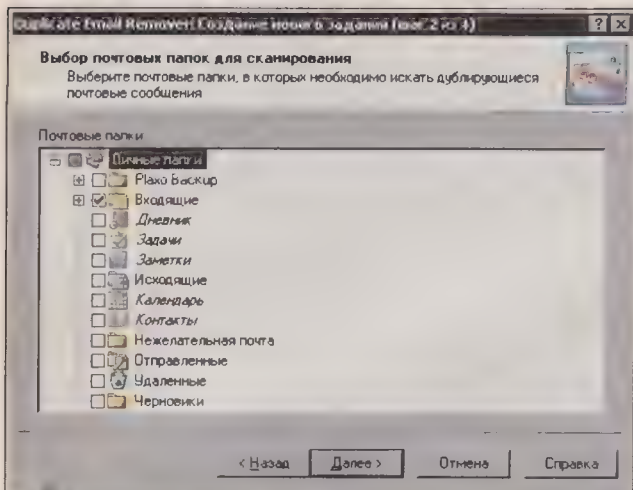 Duplicate Email Remover: Создание нового задания (шаг 2 из 4)
Выбор почтовых папок для сканирования
Выберите почтовые папки, в которых необходимо искать дублирующиеся
почтовые сообщения
Почтовые папки
Личные папки
Plaxo Backup
Входящие
Дневник
Задачи
Заметки
Исходящие
Календарь
Контакты
Нежелательная почта
Отправленные
Удаленные
Черновики
< Назад
Далее >
Отмена
Справка